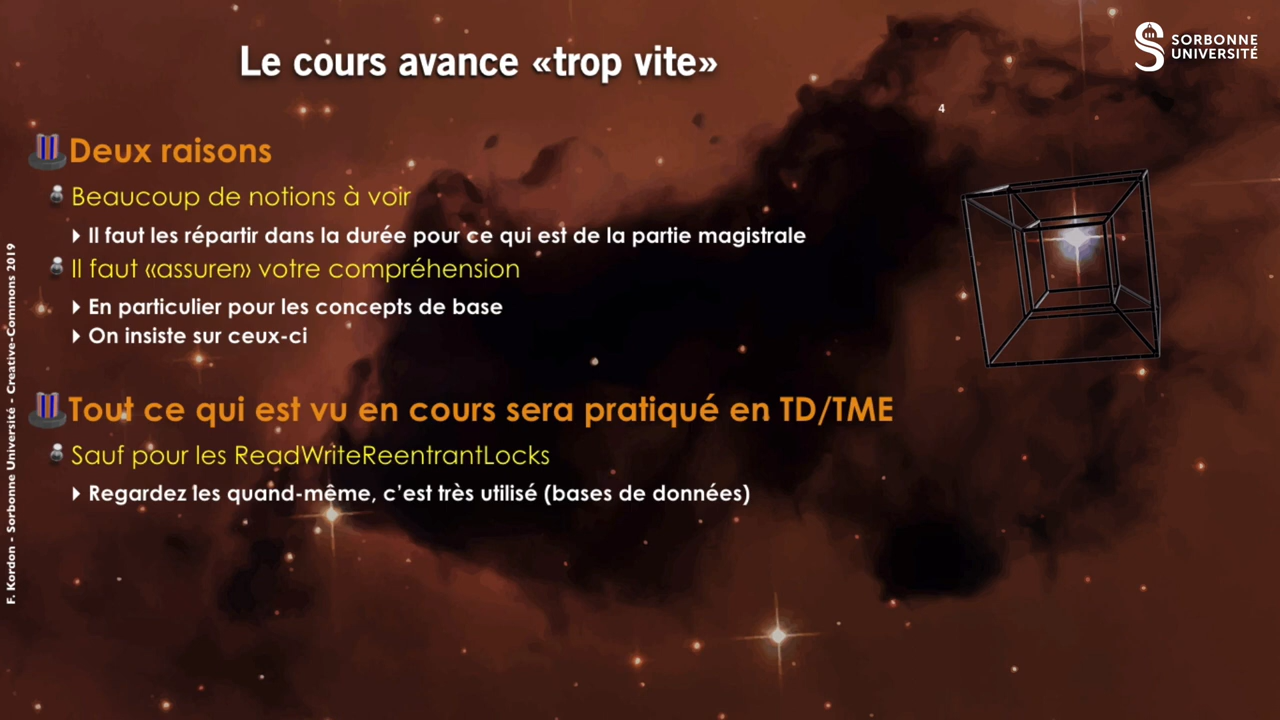 Le cours avance «trop vite»
SORBONNE
UNIVERSITÉ
4
Deux raisons
Beaucoup de notions à voir
Il faut les répartir dans la durée pour ce qui est de la partie magistrale
Il faut «assurer» votre compréhension
En particulier pour les concepts de base
On insiste sur ceux-ci
Tout ce qui est vu en cours sera pratiqué en TD/TME
Sauf pour les ReadWriteReentrantLocks
Regardez les quand-même, c’est très utilisé (bases de données)
F. Kordon - Sorbonne Université - Creative-Commons 2019